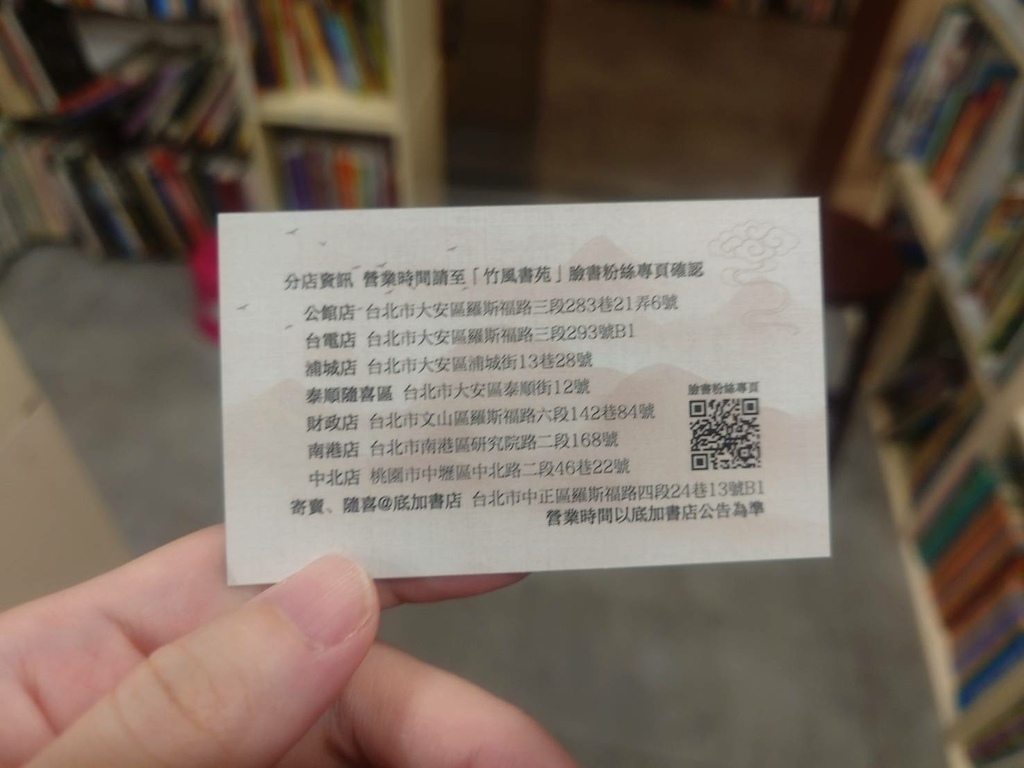 分店資訊 營業時間請至「竹風書苑」臉書粉絲專頁確認
公館店 台北市大安區羅斯福路三段283巷21弄6號
台電店 台北市大安區羅斯福路三段293號B1
浦城店 台北市大安區浦城街13巷28號
泰順隨喜區 台北市大安區泰順街12號
財政店 台北市文山區羅斯福路六段142巷84號
南港店 台北市南港區研究院路二段168號
中北店 桃園市中壢區中北路二段46巷22號
寄賣、隨喜@底加書店 台北市中正區羅斯福路四段24巷13號B1
營業時間以底加書店公告為準
臉書粉絲專頁